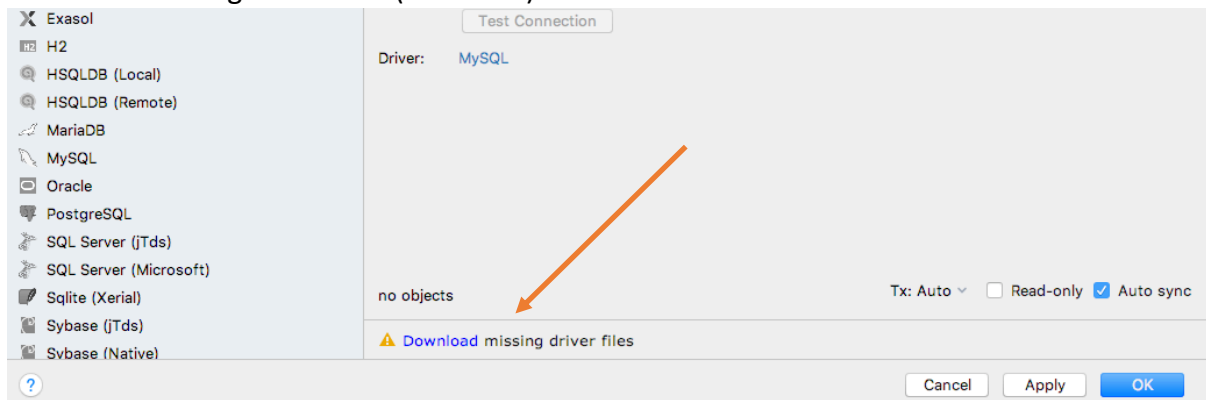 Exasol
H2
HSQLDB (Local)
HSQLDB (Remote)
MariaDB
MySQL
Oracle
PostgreSQL
SQL Server (jTds)
SQL Server (Microsoft)
Sqlite (Xerial)
Sybase (jTds)
Sybase (Native)
Test Connection
Driver: MySQL
no objects
Tx: Auto
Read-only
Auto sync
Download missing driver files
?
Cancel
Apply
OK